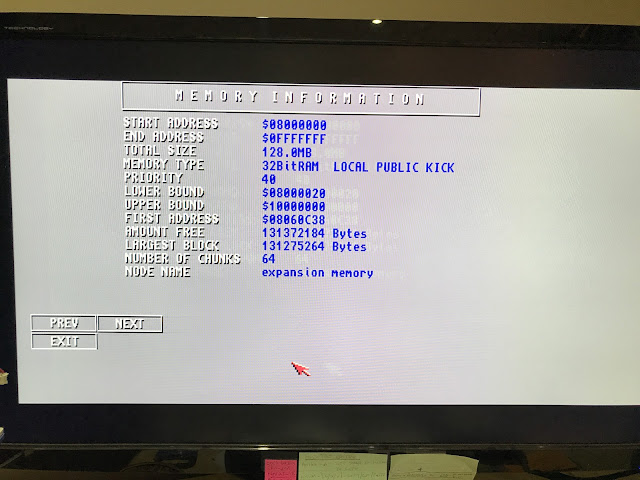 TECHNOLOGY
MEMORY INFORMATION
START ADDRESS $08000000
END ADDRESS $0FFFFFFF
TOTAL SIZE 128.0MB
MEMORY TYPE 32BitRAM LOCAL PUBLIC KICK
PRIORITY 40
LOWER BOUND $08000020
UPPER BOUND $10000000
FIRST ADDRESS $08060C38
AMOUNT FREE 131372184 Bytes
LARGEST BLOCK 131275264 Bytes
NUMBER OF CHUNKS 64
NODE NAME expansion memory
PREV NEXT
EXIT